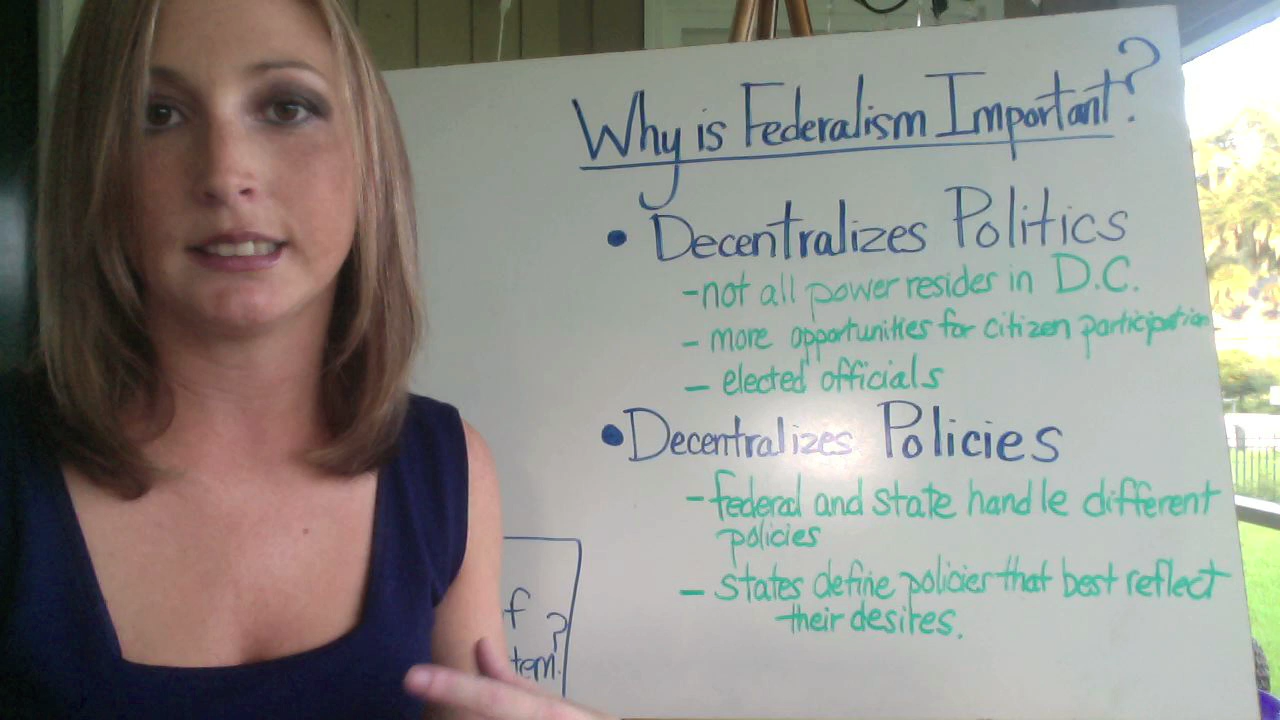 Why is Federalism Important?
• Decentralizes Politics
-not all power resides in D.C.
- more opportunities for citizen participation
- elected officials
• Decentralizes Policies
-federal and state handle different
policies
- states define policies that best reflect
their desires.
f
?
tem.